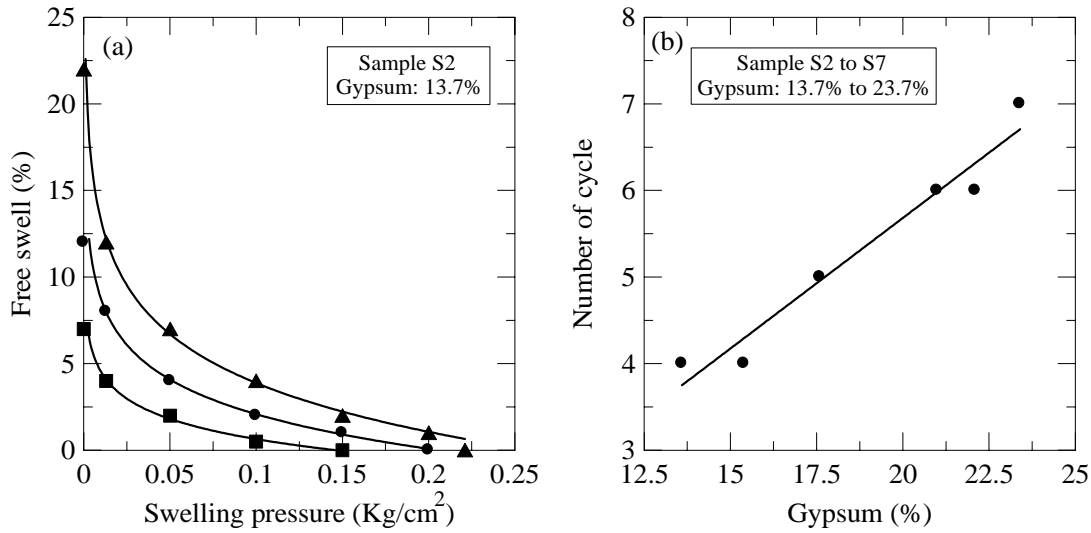 (a)
Sample S2
Gypsum: 13.7%
25
20
15
10
5
0
Free swell (%)
0
0.05
0.1
0.15
0.2
0.25
Swelling pressure (Kg/cm²)
(b)
Sample S2 to S7
Gypsum: 13.7% to 23.7%
8
7
6
5
4
3
Number of cycle
12.5
15
17.5
20
22.5
25
Gypsum (%)